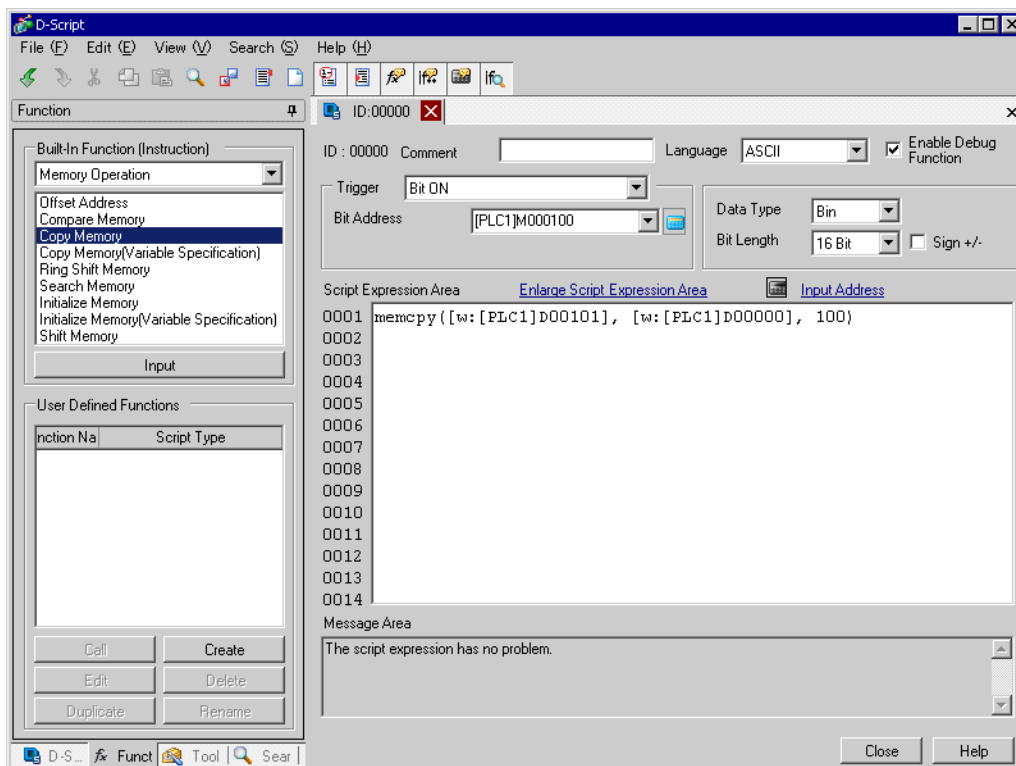 D-Script
File (F) Edit (E) View (V) Search (S) Help (H)
Function
ID:00000
Built-In Function (Instruction)
Memory Operation
Offset Address
Compare Memory
Copy Memory
Copy Memory(Variable Specification)
Ring Shift Memory
Search Memory
Initialize Memory
Initialize Memory(Variable Specification)
Shift Memory
Input
User Defined Functions
nction Na Script Type
Call Create
Edit Delete
Duplicate Rename
D-S... fx Funct Tool Sear
ID : 00000 Comment Language ASCII Enable Debug
Function
Trigger Bit ON
Bit Address [PLC1]M000100
Data Type Bin
Bit Length 16 Bit Sign +/-
Script Expression Area Enlarge Script Expression Area Input Address
0001 memcpy([w:[PLC1]D00101], [w:[PLC1]D00000], 100)
0002
0003
0004
0005
0006
0007
0008
0009
0010
0011
0012
0013
0014
Message Area
The script expression has no problem.
Close Help